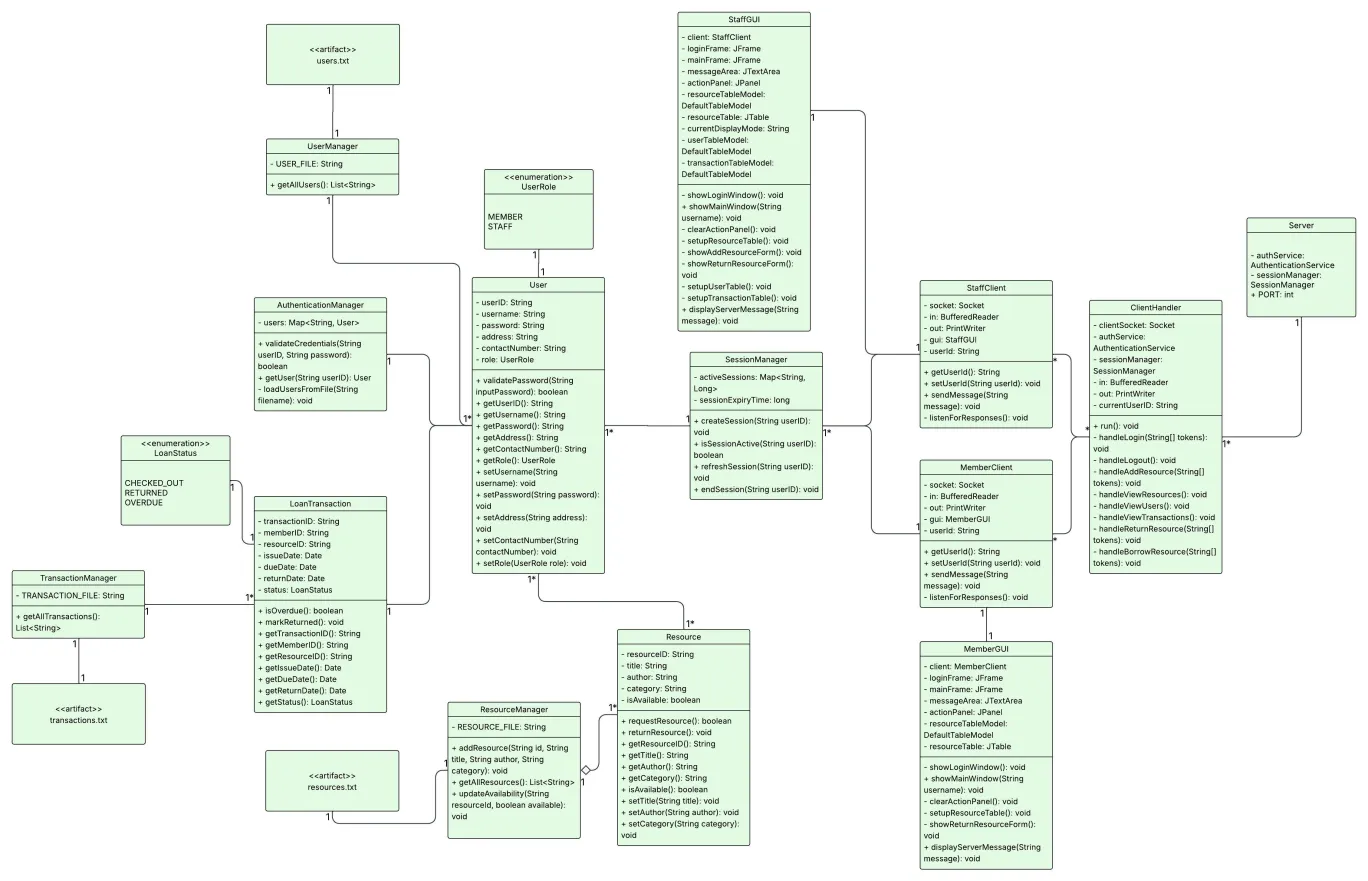 <<artifact>>
users.txt
1
1
UserManager
- USER_FILE: String
+ getAllUsers(): List<String>
1
<<enumeration>>
UserRole
MEMBER
STAFF
1
1
StaffGUI
- client: StaffClient
- loginFrame: JFrame
- mainFrame: JFrame
- messageArea: JTextArea
- actionPanel: JPanel
- resourceTableModel:
DefaultTableModel
- resourceTable: JTable
- currentDisplayMode: String
- userTableModel:
DefaultTableModel
- transactionTableModel:
DefaultTableModel
- showLoginWindow(): void
+ showMainWindow(String
username): void
- clearActionPanel(): void
- setupResourceTable(): void
- showAddResourceForm(): void
- showReturnResourceForm():
void
- setupUserTable(): void
- setupTransactionTable(): void
+ displayServerMessage(String
message): void
1
Server
- authService:
AuthenticationService
- sessionManager:
SessionManager
+ PORT: int
1
AuthenticationManager
- users: Map<String, User>
+ validateCredentials(String
userID, String password):
boolean
+ getUser(String userID): User
- loadUsersFromFile(String
filename): void
1
User
- userID: String
- username: String
- password: String
- address: String
- contactNumber: String
- role: UserRole
+ validatePassword(String
inputPassword): boolean
+ getUserID(): String
+ getUsername(): String
+ getPassword(): String
+ getAddress(): String
+ getContactNumber(): String
+ getRole(): UserRole
+ setUsername(String
username): void
+ setPassword(String password):
void
+ setAddress(String address):
void
+ setContactNumber(String
contactNumber): void
+ setRole(UserRole role): void
1*
1*
1*
SessionManager
- activeSessions: Map<String,
Long>
- sessionExpiryTime: long
+ createSession(String userID):
void
+ isSessionActive(String userID):
boolean
+ refreshSession(String userID):
void
+ endSession(String userID): void
1
1*
StaffClient
- socket: Socket
- in: BufferedReader
- out: PrintWriter
- gui: StaffGUI
- userId: String
+ getUserId(): String
+ setUserId(String userId): void
+ sendMessage(String
message): void
- listenForResponses(): void
1
*
ClientHandler
- clientSocket: Socket
- authService:
AuthenticationService
- sessionManager:
SessionManager
- in: BufferedReader
- out: PrintWriter
- currentUserID: String
+ run(): void
- handleLogin(String[] tokens):
void
- handleLogout(): void
- handleAddResource(String[]
tokens): void
- handleViewResources(): void
- handleViewUsers(): void
- handleViewTransactions(): void
- handleReturnResource(String[]
tokens): void
- handleBorrowResource(String[]
tokens): void
*
1*
<<enumeration>>
LoanStatus
CHECKED_OUT
RETURNED
OVERDUE
1
1
LoanTransaction
- transactionID: String
- memberID: String
- resourceID: String
- issueDate: Date
- dueDate: Date
- returnDate: Date
- status: LoanStatus
+ isOverdue(): boolean
+ markReturned(): void
+ getTransactionID(): String
+ getMemberID(): String
+ getResourceID(): String
+ getIssueDate(): Date
+ getDueDate(): Date
+ getReturnDate(): Date
+ getStatus(): LoanStatus
1*
1
MemberClient
- socket: Socket
- in: BufferedReader
- out: PrintWriter
- gui: MemberGUI
- userId: String
+ getUserId(): String
+ setUserId(String userId): void
+ sendMessage(String
message): void
- listenForResponses(): void
1
*
1
1
TransactionManager
- TRANSACTION_FILE: String
+ getAllTransactions():
List<String>
1
1
1
<<artifact>>
transactions.txt
Resource
- resourceID: String
- title: String
- author: String
- category: String
- isAvailable: boolean
+ requestResource(): boolean
+ returnResource(): void
+ getResourceID(): String
+ getTitle(): String
+ getAuthor(): String
+ getCategory(): String
+ isAvailable(): boolean
+ setTitle(String title): void
+ setAuthor(String author): void
+ setCategory(String category):
void
1*
1*
MemberGUI
- client: MemberClient
- loginFrame: JFrame
- mainFrame: JFrame
- messageArea: JTextArea
- actionPanel: JPanel
- resourceTableModel:
DefaultTableModel
- resourceTable: JTable
- showLoginWindow(): void
+ showMainWindow(String
username): void
- clearActionPanel(): void
- setupResourceTable(): void
- showReturnResourceForm():
void
+ displayServerMessage(String
message): void
ResourceManager
- RESOURCE_FILE: String
+ addResource(String id, String
title, String author, String
category): void
+ getAllResources(): List<String>
+ updateAvailability(String
resourceId, boolean available):
void
1
1
<<artifact>>
resources.txt
1